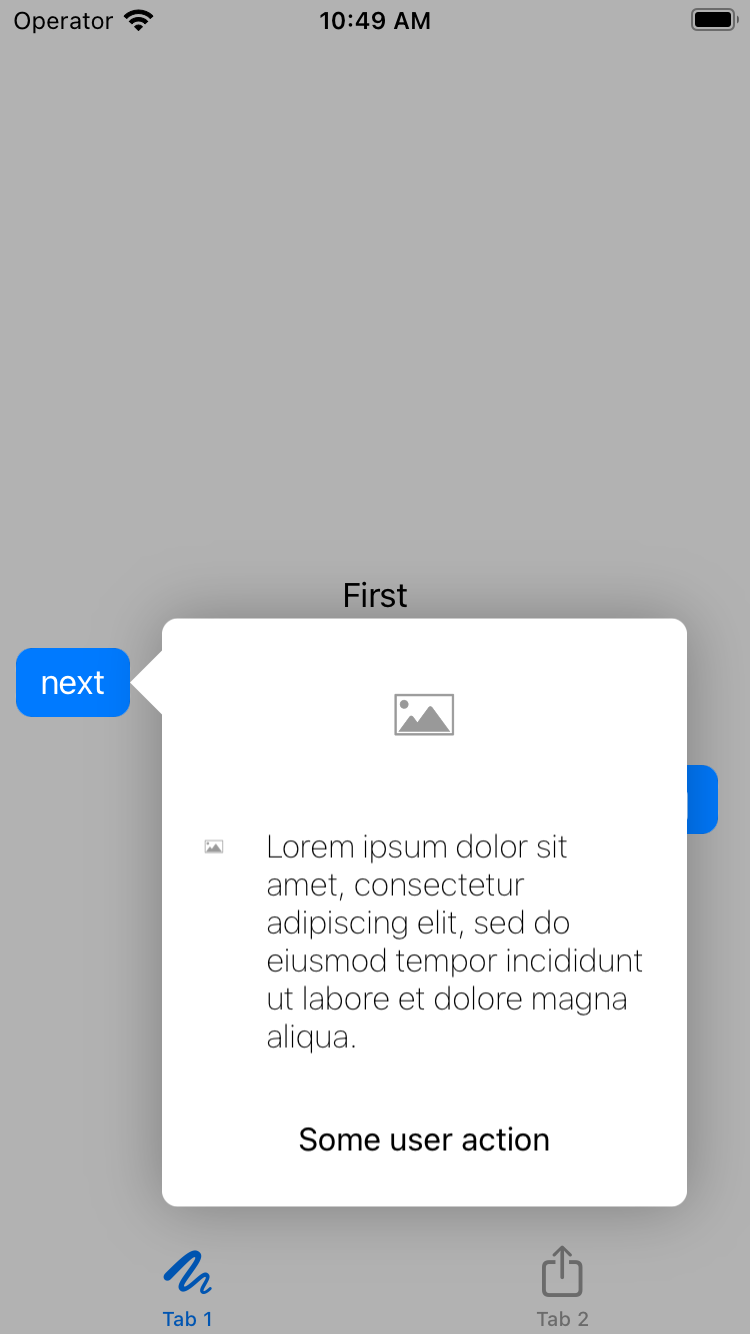 Operator 10:49 AM
First
next
Lorem ipsum dolor sit
amet, consectetur
adipiscing elit, sed do
eiusmod tempor incididunt
ut labore et dolore magna
aliqua.
Some user action
Tab 1 Tab 2